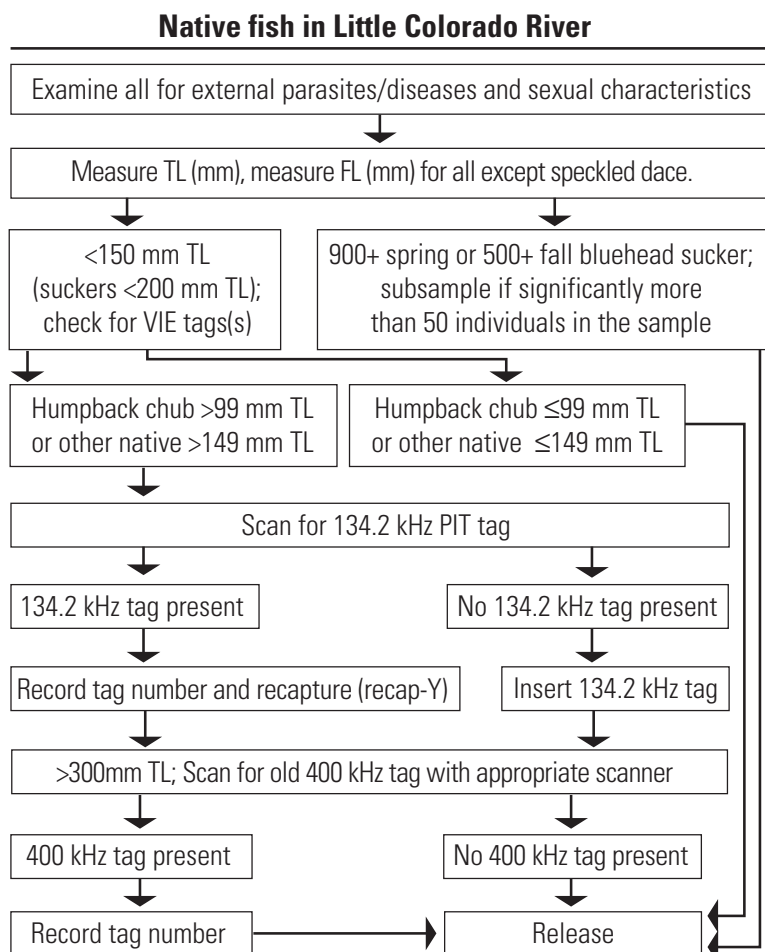 Native fish in Little Colorado River
Examine all for external parasites/diseases and sexual characteristics
Measure TL (mm), measure FL (mm) for all except speckled dace.
<150 mm TL
(suckers <200 mm TL);
check for VIE tags(s)
900+ spring or 500+ fall bluehead sucker;
subsample if significantly more
than 50 individuals in the sample
Humpback chub >99 mm TL
or other native >149 mm TL
Humpback chub ≤99 mm TL
or other native ≤149 mm TL
Scan for 134.2 kHz PIT tag
134.2 kHz tag present
No 134.2 kHz tag present
Record tag number and recapture (recap-Y)
Insert 134.2 kHz tag
>300mm TL; Scan for old 400 kHz tag with appropriate scanner
400 kHz tag present
No 400 kHz tag present
Record tag number
Release